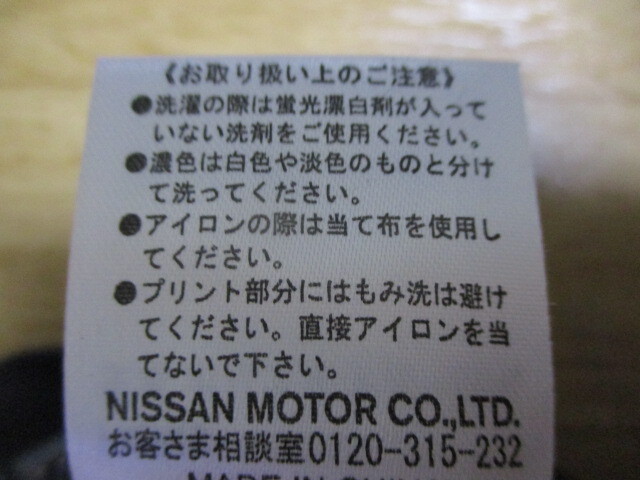 《お取り扱い上のご注意》
●洗濯の際は蛍光漂白剤が入って
いない洗剤をご使用ください。
●濃色は白色や淡色のものと分け
て洗ってください。
●アイロンの際は当て布を使用し
てください。
●プリント部分にはもみ洗は避け
てください。直接アイロンを当
てないで下さい。
NISSAN MOTOR CO.,LTD.
お客さま相談室0120-315-232
MADE IN